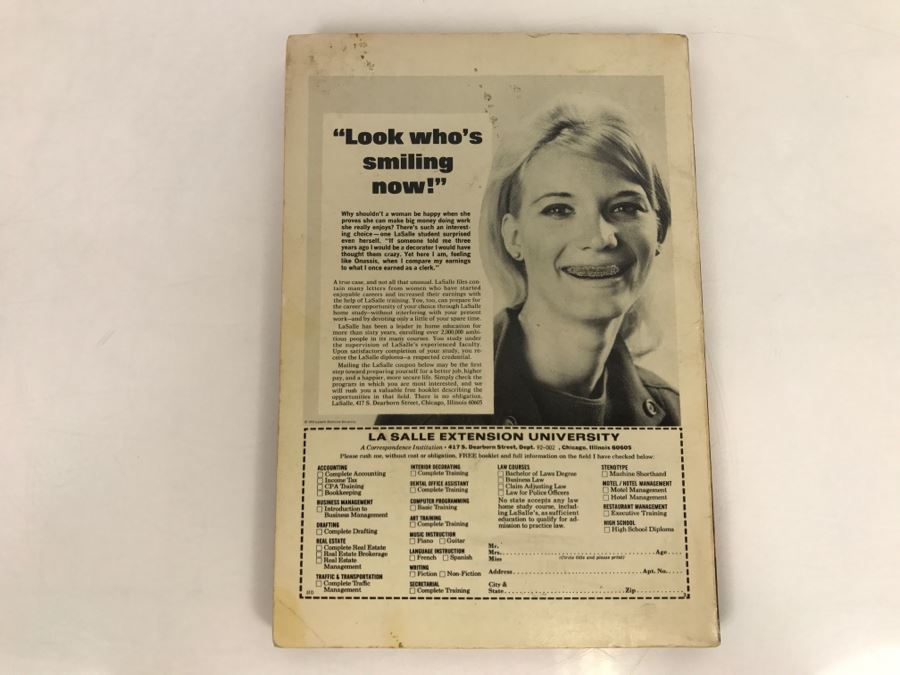 “Look who’s
smiling
now!”
Why shouldn’t a woman be happy when she
proves she can make big money doing work
she really enjoys? There’s such an interest-
ing choice—one LaSalle student surprised
even herself. “If someone told me three
years ago I would be a decorator I would have
thought them crazy. Yet here I am, feeling
like Onassis, when I compare my earnings
to what I once earned as a clerk.”
A true case, and not all that unusual. LaSalle files con-
tain many letters from women who have started
enjoyable careers and increased their earnings with
the help of LaSalle training. You, too, can prepare for
the career opportunity of your choice through LaSalle
home study—without interfering with your present
work—and by devoting only a little of your spare time.
LaSalle has been a leader in home education for
more than sixty years, enrolling over 2,000,000 ambi-
tious people in its many courses. You study under
the supervision of LaSalle’s experienced faculty.
Upon satisfactory completion of your study, you re-
ceive the LaSalle diploma—a respected credential.
Mailing the LaSalle coupon below may be the first
step toward preparing yourself for a better job, higher
pay, and a happier, more secure life. Simply check the
program in which you are most interested, and we
will rush you a valuable free booklet describing the
opportunities in that field. There is no obligation.
LaSalle, 417 S. Dearborn Street, Chicago, Illinois 60605
LA SALLE EXTENSION UNIVERSITY
A Correspondence Institution • 417 S. Dearborn Street, Dept. 92-002 , Chicago, Illinois 60605
Please rush me, without cost or obligation, FREE booklet and full information on the field I have checked below:
ACCOUNTING
☐ Complete Accounting
☐ Income Tax
☐ CPA Training
☐ Bookkeeping
BUSINESS MANAGEMENT
☐ Introduction to
Business Management
DRAFTING
☐ Complete Drafting
REAL ESTATE
☐ Complete Real Estate
☐ Real Estate Brokerage
☐ Real Estate
Management
TRAFFIC & TRANSPORTATION
☐ Complete Traffic
Management
INTERIOR DECORATING
☐ Complete Training
DENTAL OFFICE ASSISTANT
☐ Complete Training
COMPUTER PROGRAMMING
☐ Basic Training
ART TRAINING
☐ Complete Training
MUSIC INSTRUCTION
☐ Piano ☐ Guitar
LANGUAGE INSTRUCTION
☐ French ☐ Spanish
WRITING
☐ Fiction ☐ Non-Fiction
SECRETARIAL
☐ Complete Training
LAW COURSES
☐ Bachelor of Laws Degree
☐ Business Law
☐ Claim Adjusting Law
☐ Law for Police Officers
No state accepts any law
home study course, includ-
ing LaSalle’s, as sufficient
education to qualify for ad-
mission to practice law.
STENOTYPE
☐ Machine Shorthand
MOTEL / HOTEL MANAGEMENT
☐ Motel Management
☐ Hotel Management
RESTAURANT MANAGEMENT
☐ Executive Training
HIGH SCHOOL
☐ High School Diploma
Mr.
Mrs. Age
Miss (circle title and please print)
Address Apt. No.
City &
State Zip